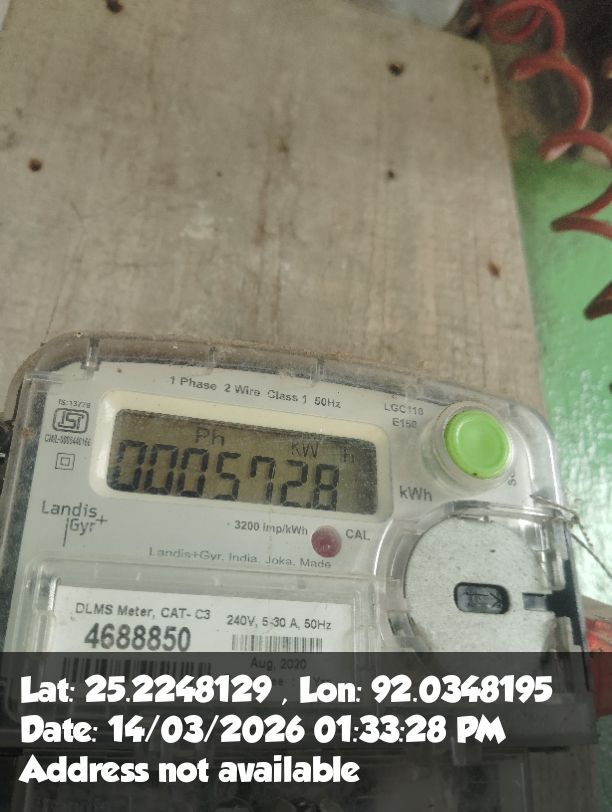 1 Phase 2 Wire Class 1 50Hz
IS:13779
LGC110
E150
Ph kW h
0005728
kWh
Landis
Gyr+
3200 imp/kWh
CAL
Landis+Gyr, India, Joka, Made
DLMS Meter, CAT- C3
240V, 5-30 A, 50Hz
4688850
Aug, 2020
Lat: 25.2248129 , Lon: 92.0348195
Date: 14/03/2026 01:33:28 PM
Address not available